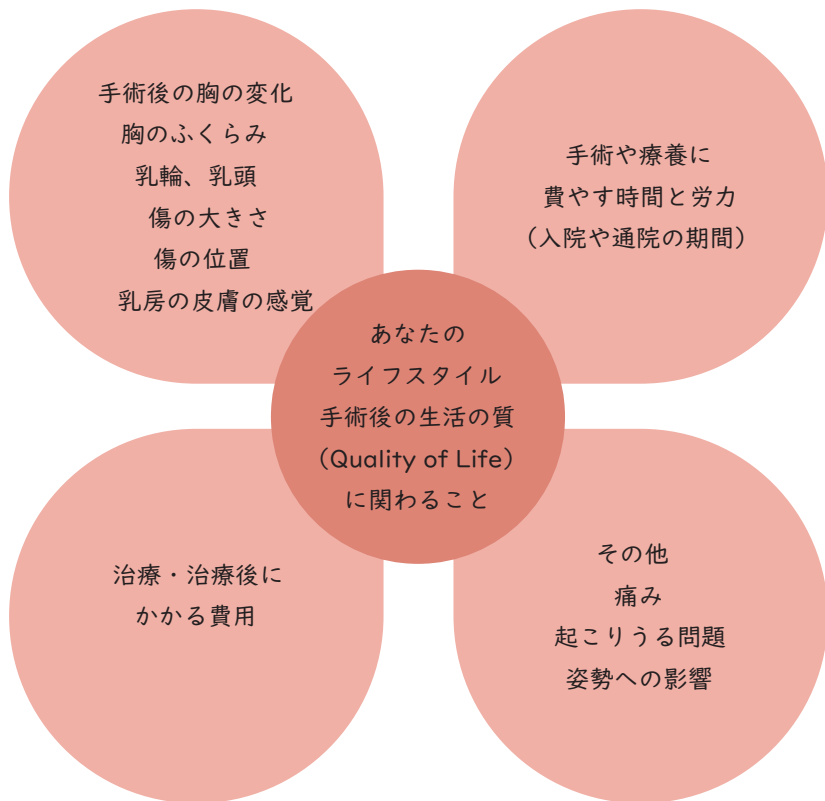 手術後の胸の変化
胸のふくらみ
乳輪、乳頭
傷の大きさ
傷の位置
乳房の皮膚の感覚
手術や療養に
費やす時間と労力
（入院や通院の期間）
あなたの
ライフスタイル
手術後の生活の質
（Quality of Life）
に関わること
治療・治療後に
かかる費用
その他
痛み
起こりうる問題
姿勢への影響